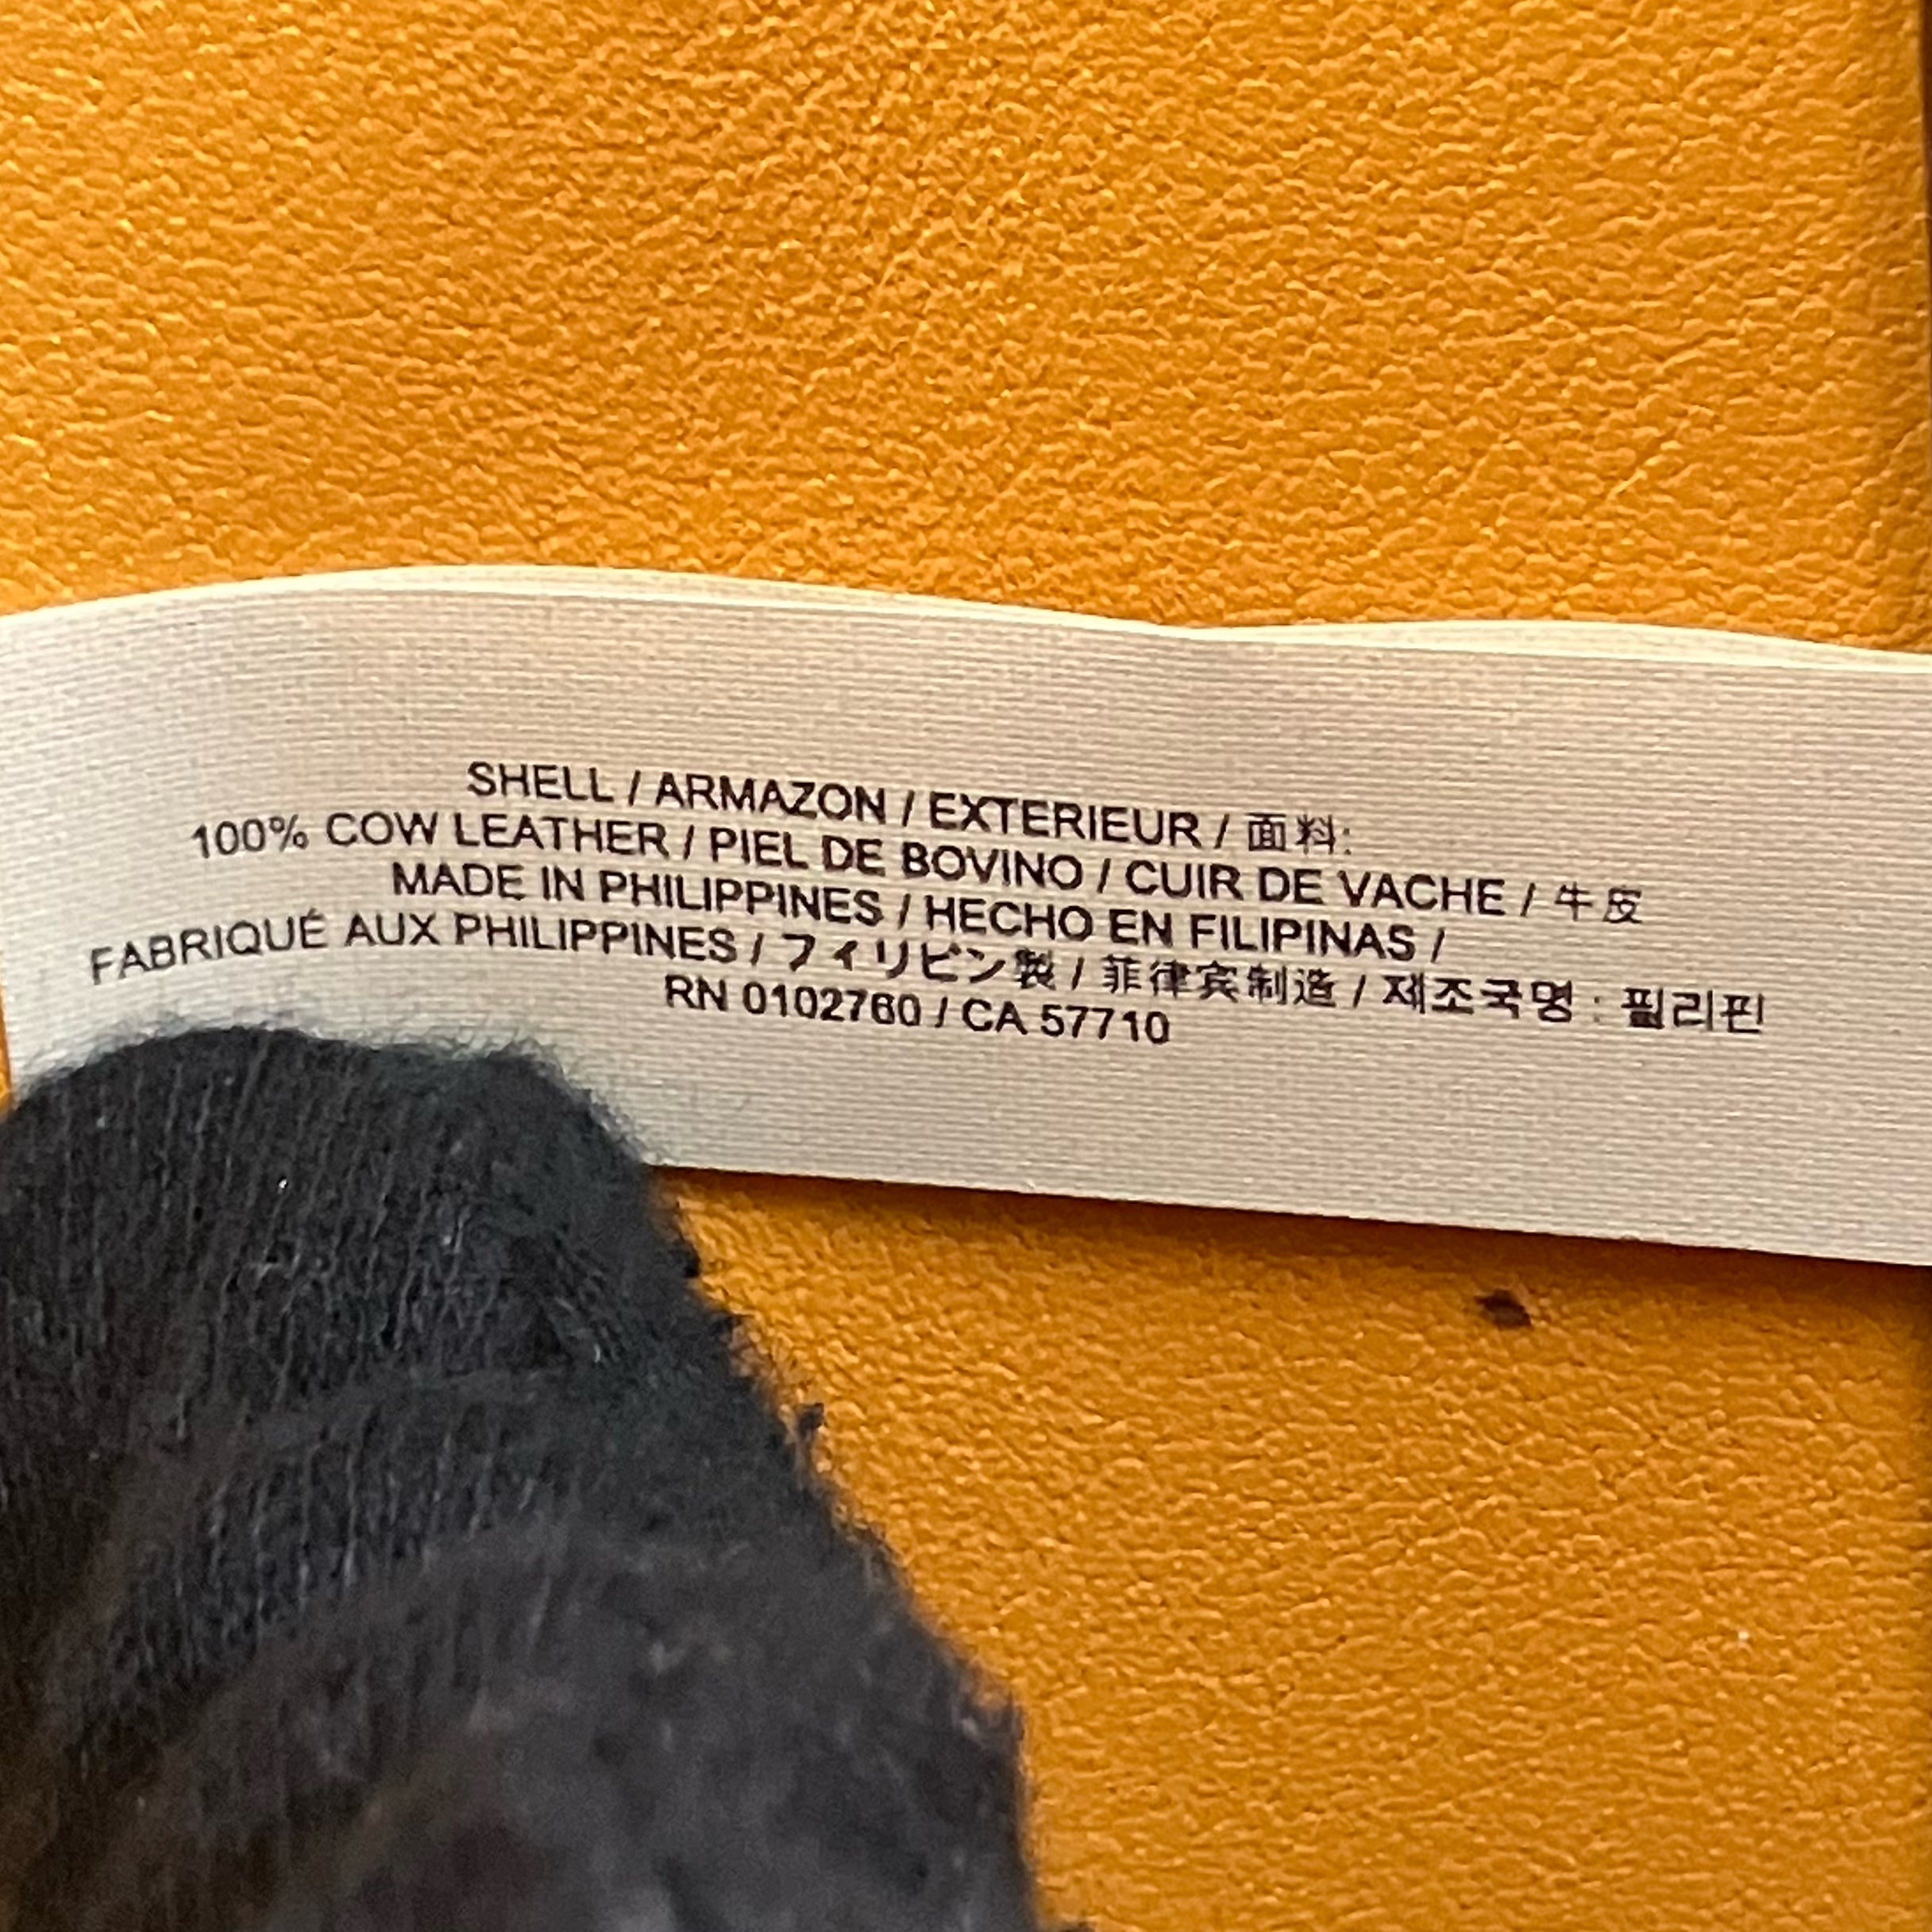 SHELL / ARMAZON / EXTERIEUR / 面料:
100% COW LEATHER / PIEL DE BOVINO / CUIR DE VACHE / 牛皮
MADE IN PHILIPPINES / HECHO EN FILIPINAS /
FABRIQUÉ AUX PHILIPPINES / フィリピン製 / 菲律宾制造 / 제조국명 : 필리핀
RN 0102760 / CA 57710